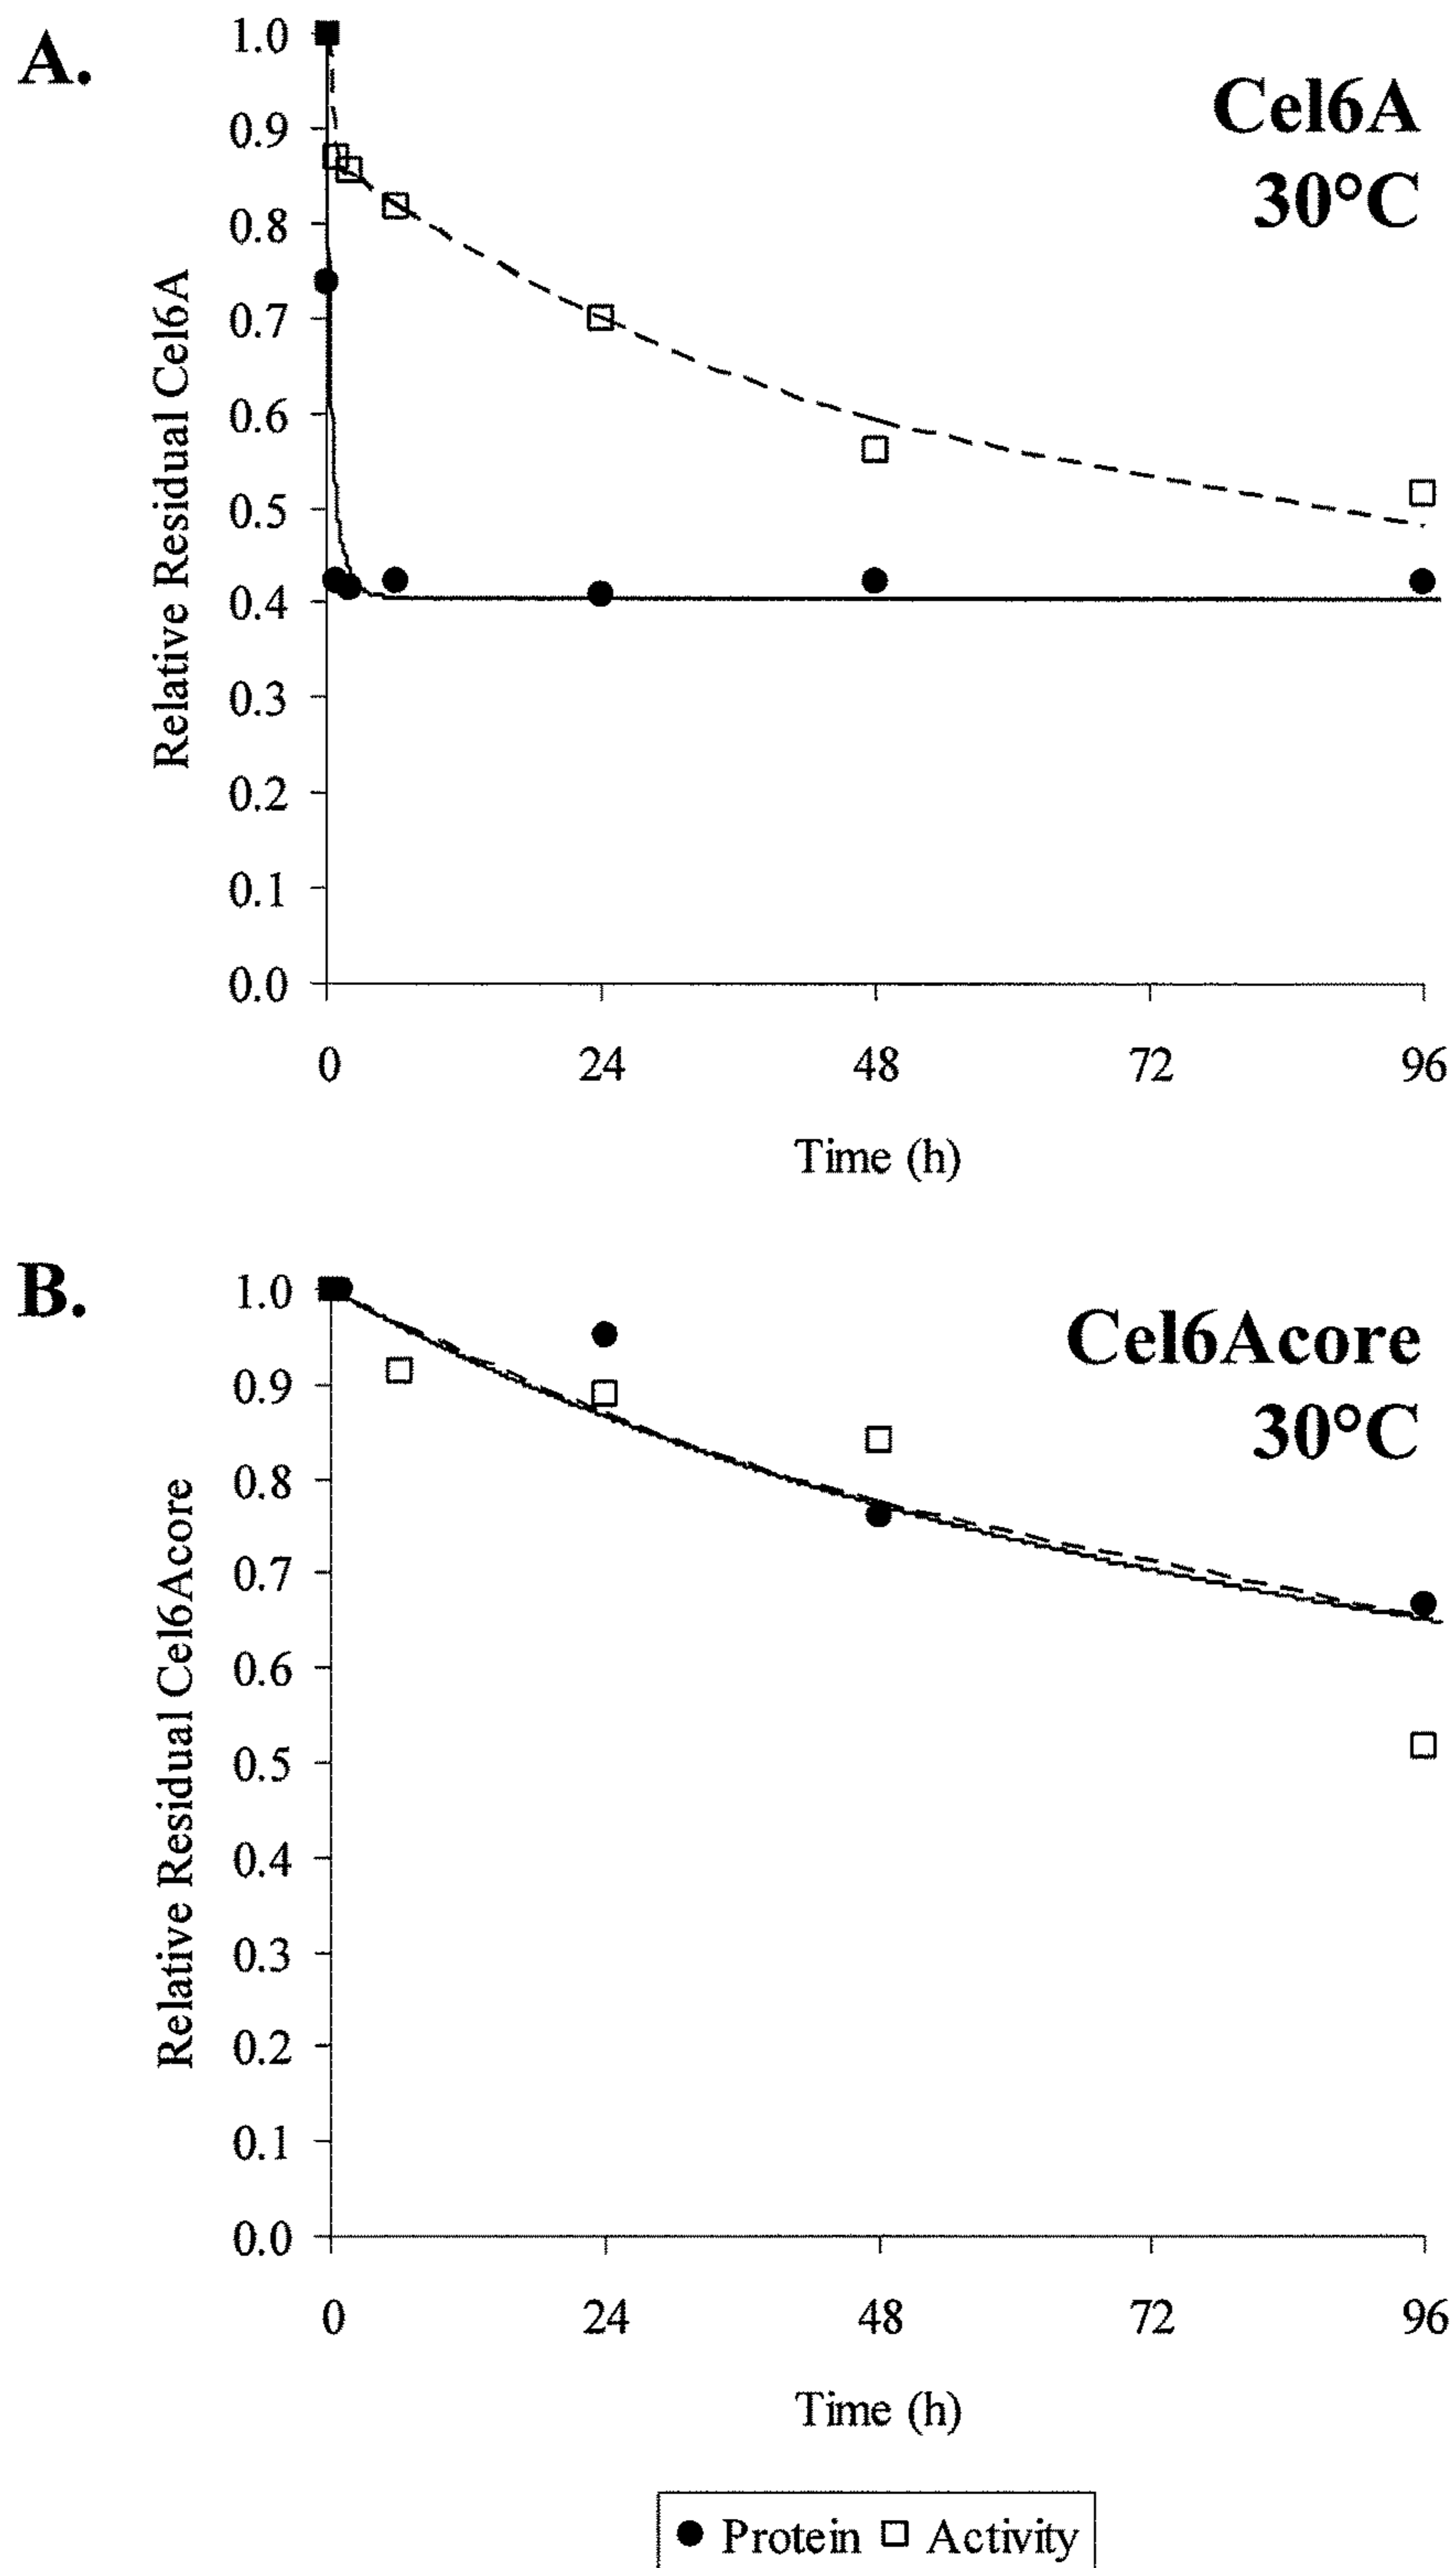 A.
Cel6A
30°C
Relative Residual Cel6A
1.0
0.9
0.8
0.7
0.6
0.5
0.4
0.3
0.2
0.1
0.0
0 24 48 72 96
Time (h)
B.
Cel6Acore
30°C
Relative Residual Cel6Acore
1.0
0.9
0.8
0.7
0.6
0.5
0.4
0.3
0.2
0.1
0.0
0 24 48 72 96
Time (h)
Protein Activity